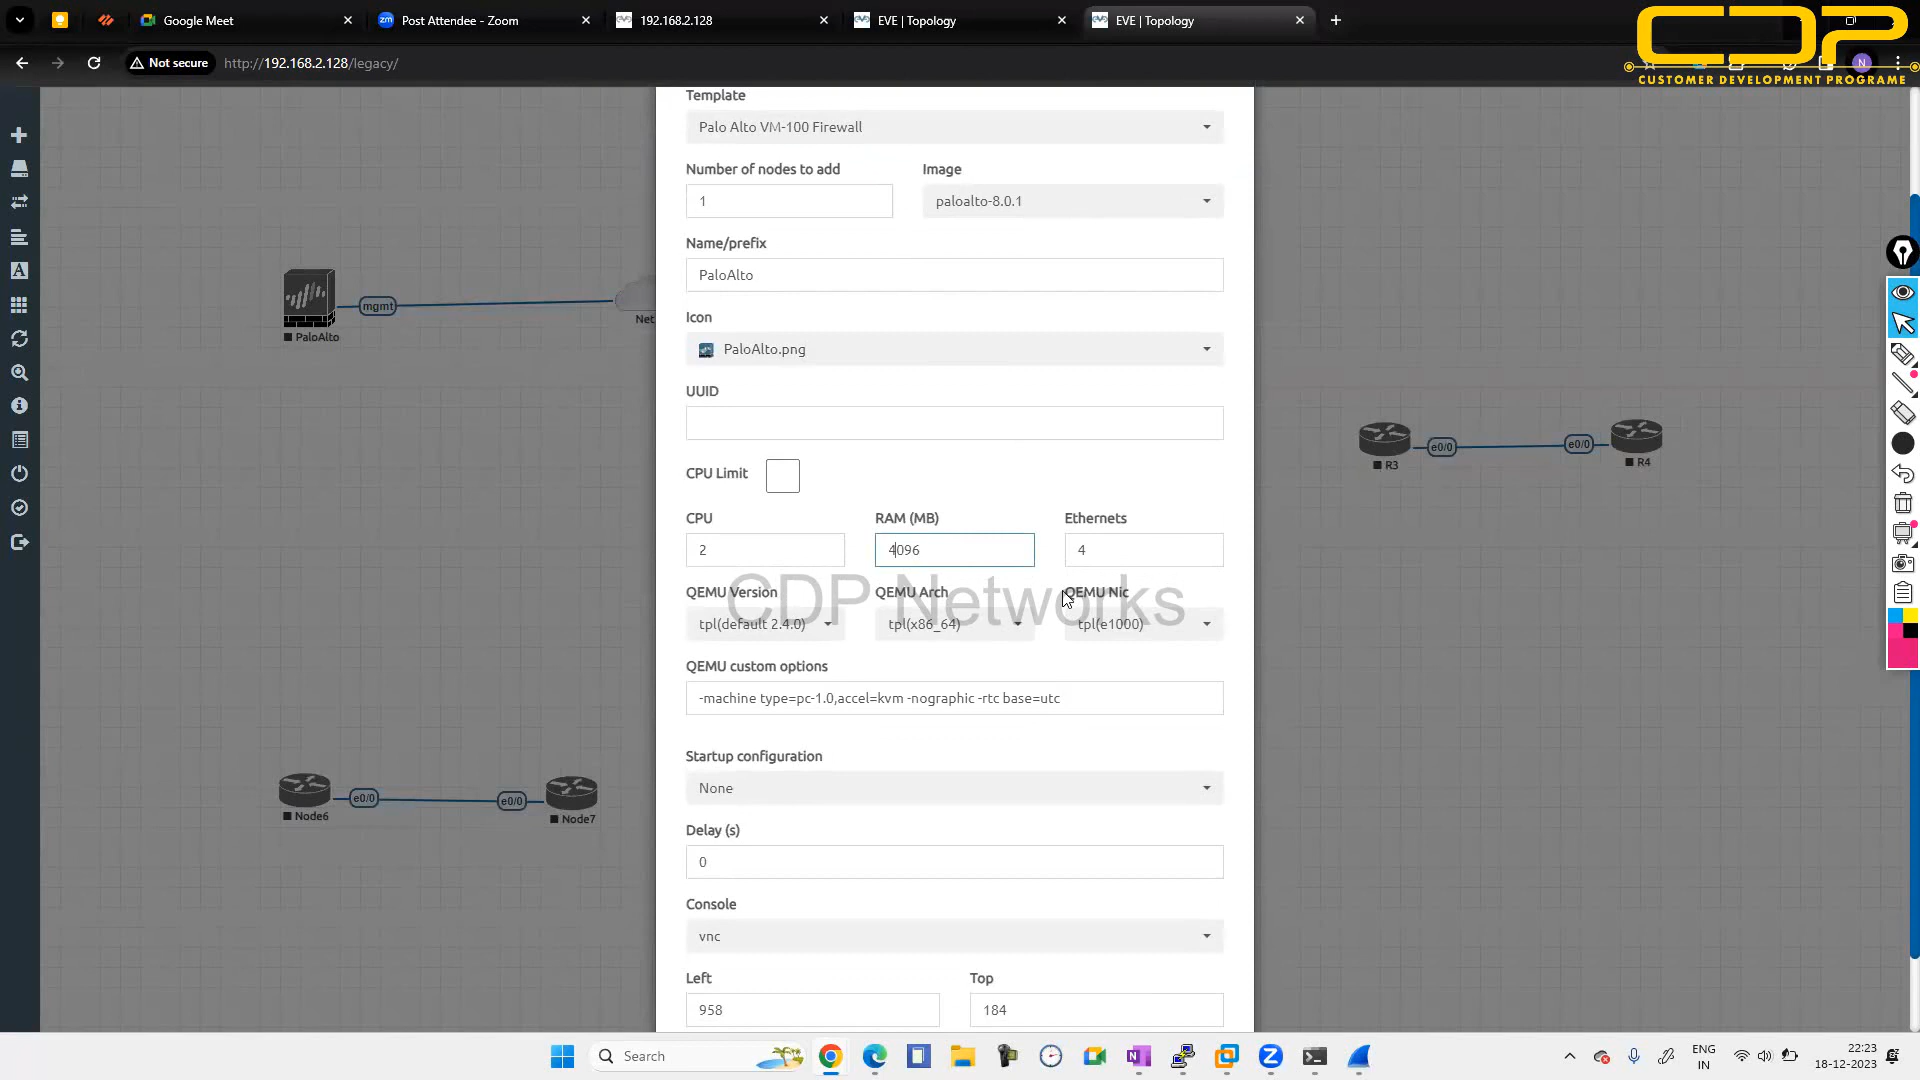 Google Meet
Post Attendee - Zoom
192.168.2.128
EVE | Topology
EVE | Topology
Not secure
http://192.168.2.128/legacy/
N
CDP
CUSTOMER DEVELOPMENT PROGRAME
Template
Palo Alto VM-100 Firewall
Number of nodes to add
Image
1
paloalto-8.0.1
Name/prefix
PaloAlto
Icon
PaloAlto.png
UUID
CPU Limit
CPU
RAM (MB)
Ethernets
2
4096
4
QEMU Version
QEMU Arch
QEMU Nic
CDP Networks
tpl(default 2.4.0)
tpl(x86_64)
tpl(e1000)
QEMU custom options
-machine type=pc-1.0,accel=kvm -nographic -rtc base=utc
Startup configuration
None
Delay (s)
0
Console
vnc
Left
Top
958
184
mgmt
PaloAlto
Net
e0/0
e0/0
R3
R4
e0/0
e0/0
Node6
Node7
Search
ENG
IN
22:23
18-12-2023